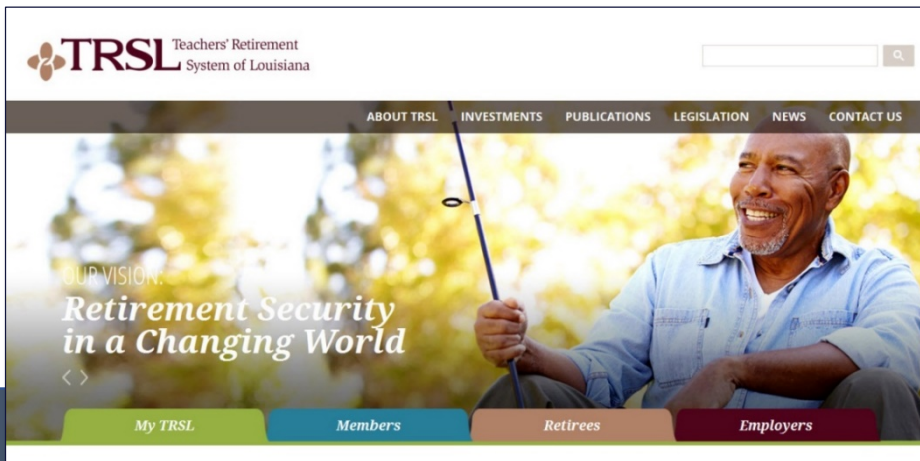 TRSL Teachers' Retirement
System of Louisiana
ABOUT TRSL INVESTMENTS PUBLICATIONS LEGISLATION NEWS CONTACT US
OUR VISION:
Retirement Security
in a Changing World
My TRSL Members Retirees Employers